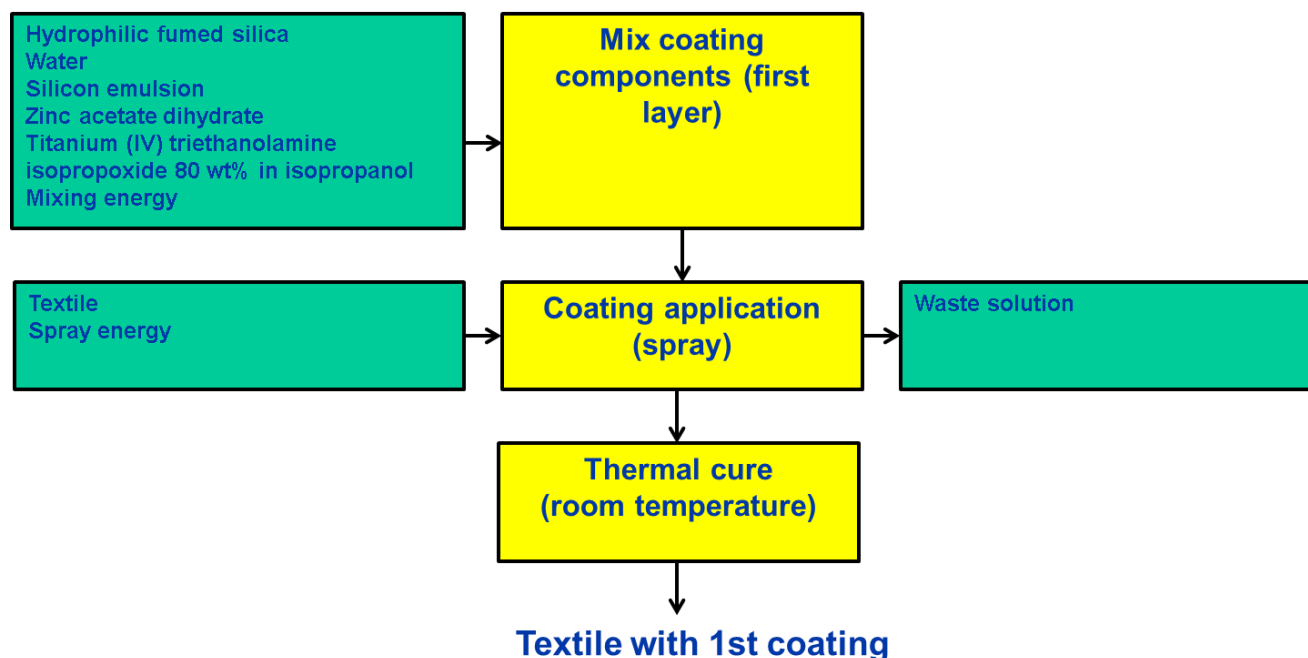 Hydrophilic fumed silica
Water
Silicon emulsion
Zinc acetate dihydrate
Titanium (IV) triethanolamine
isopropoxide 80 wt% in isopropanol
Mixing energy
Mix coating
components (first
layer)
Textile
Spray energy
Coating application
(spray)
Waste solution
Thermal cure
(room temperature)
Textile with 1st coating